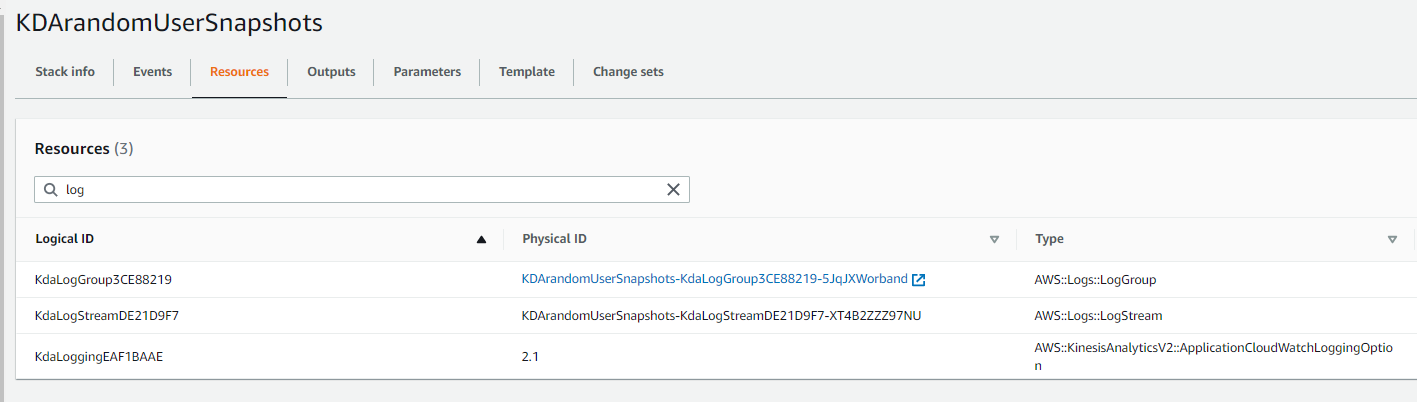 KDArandomUserSnapshots
Stack info Events Resources Outputs Parameters Template Change sets
Resources (3)
log
Logical ID Physical ID Type
KdaLogGroup3CE88219 KDArandomUserSnapshots-KdaLogGroup3CE88219-5JqJXWorband AWS::Logs::LogGroup
KdaLogStreamDE21D9F7 KDArandomUserSnapshots-KdaLogStreamDE21D9F7-XT4B2ZZZ97NU AWS::Logs::LogStream
KdaLoggingEAF1BAAE 2.1 AWS::KinesisAnalyticsV2::ApplicationCloudWatchLoggingOptio
n